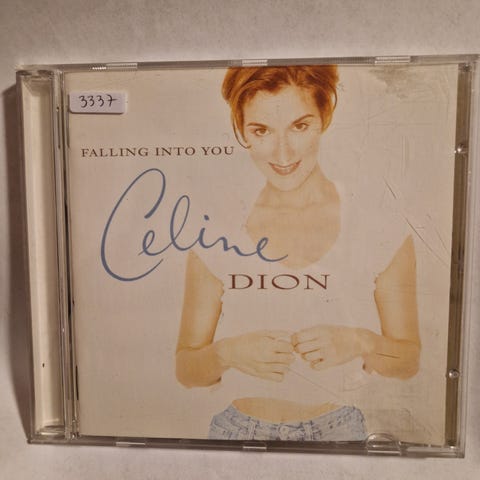 3337
FALLING INTO YOU
Celine
DION